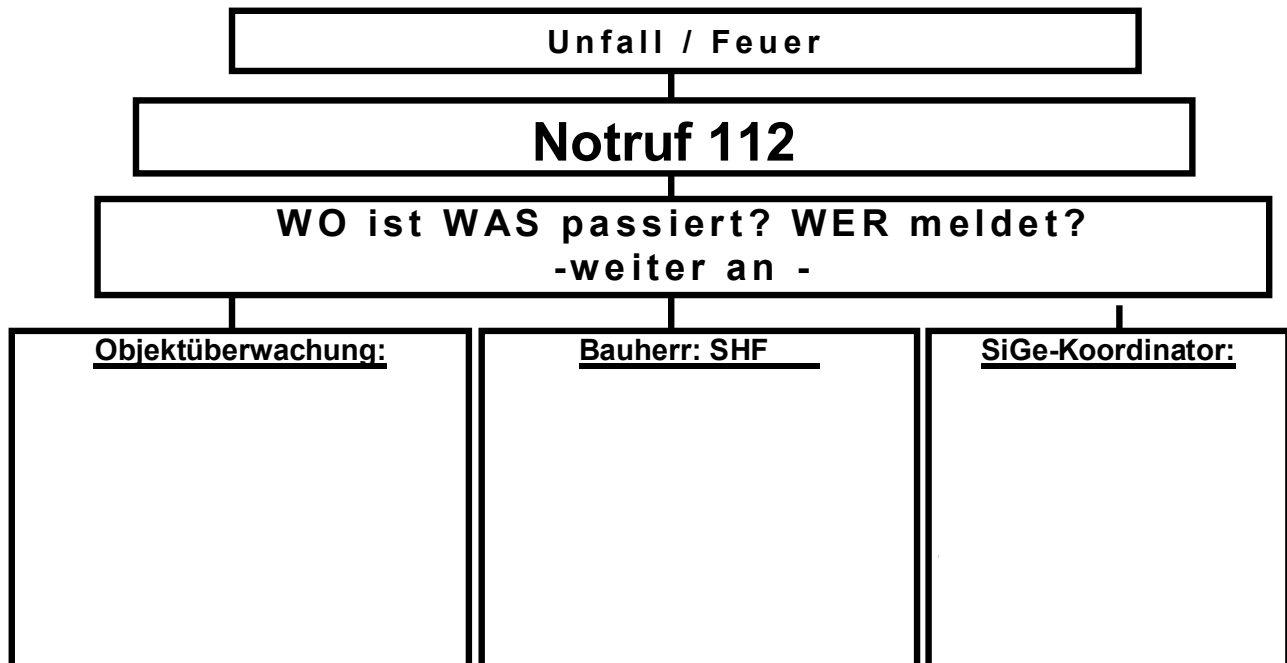 Unfall / Feuer
Notruf 112
WO ist WAS passiert? WER meldet?
-weiter an -
Objektüberwachung:
Bauherr: SHF
SiGe-Koordinator: